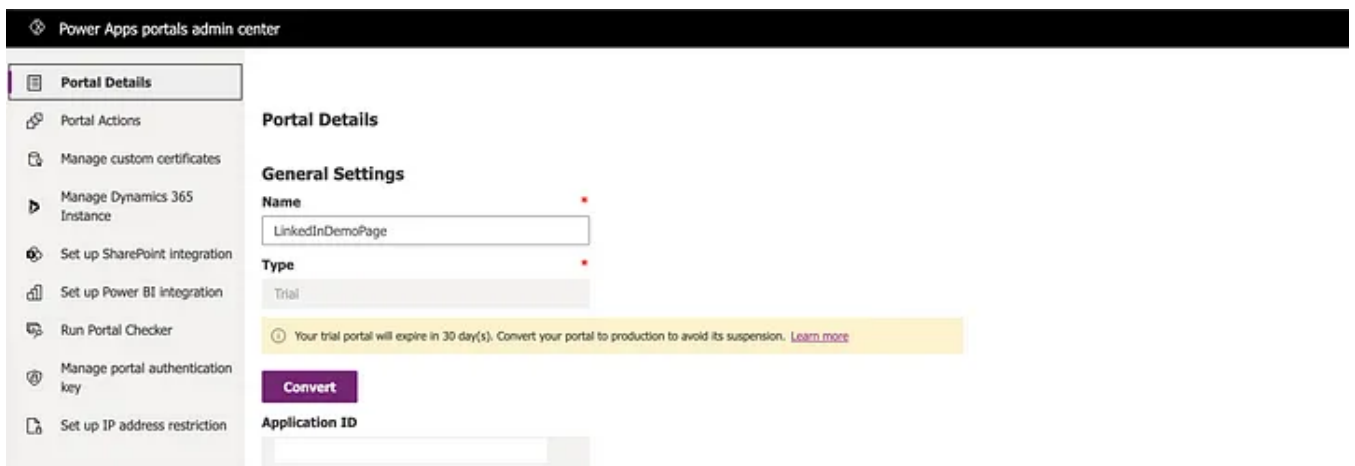 Power Apps portals admin center
Portal Details
Portal Actions
Manage custom certificates
Manage Dynamics 365
Instance
Set up SharePoint integration
Set up Power BI integration
Run Portal Checker
Manage portal authentication
key
Set up IP address restriction
Portal Details
General Settings
Name *
LinkedInDemoPage
Type *
Trial
Your trial portal will expire in 30 day(s). Convert your portal to production to avoid its suspension. Learn more
Convert
Application ID